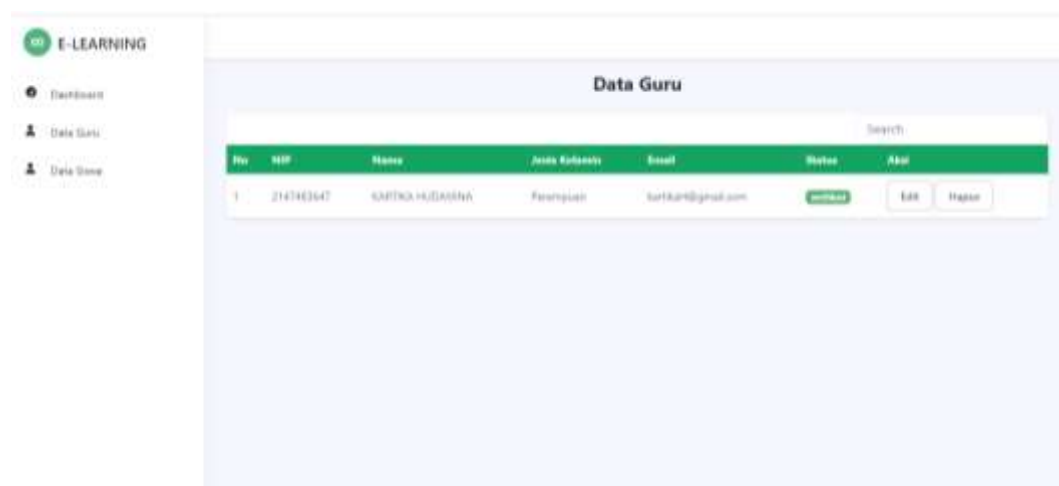 E-LEARNING
Data Guru
Dashboard
Data Guru
Data Siswa
Search
No NIP Nama Jenis Kelamin Email Status Aksi
1 2147483647 KARTIKA Perempuan Edit Hapus